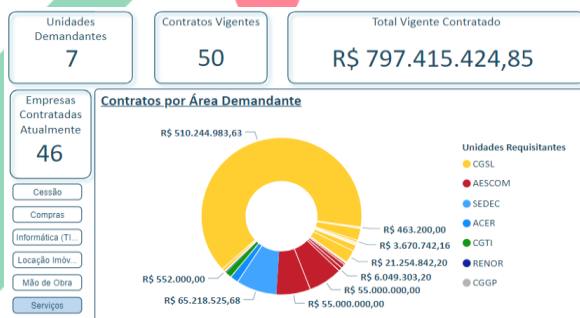 Unidades
Demandantes
7
Contratos Vigentes
50
Total Vigente Contratado
R$ 797.415.424,85
Empresas
Contratadas
Atualmente
46
Cessão
Compras
Informática (TI...
Locação Imóv...
Mão de Obra
Serviços
Contratos por Área Demandante
R$ 510.244.983,63
R$ 463.200,00
R$ 3.670.742,16
R$ 21.254.842,20
R$ 6.049.303,20
R$ 55.000.000,00
R$ 55.000.000,00
R$ 65.218.525,68
R$ 552.000,00
Unidades Requisitantes
CGSL
AESCOM
SEDEC
ACER
CGTI
RENOR
CGGP